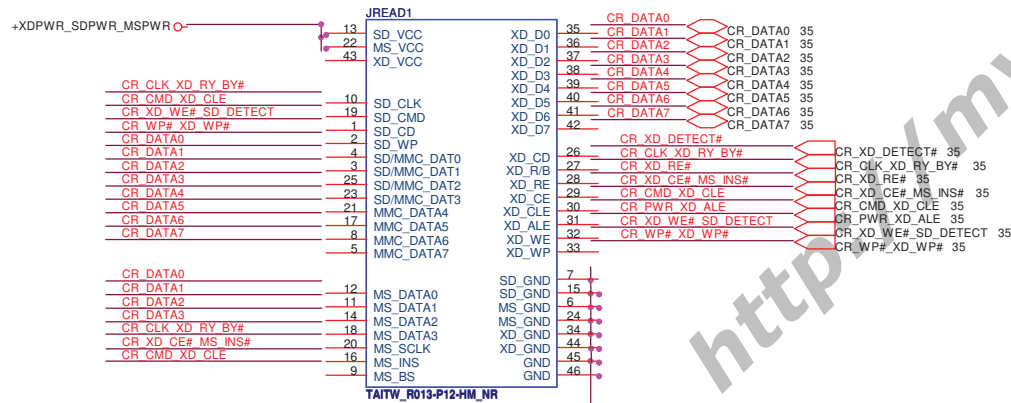 JREAD1
+XDPWR_SDPWR_MSPWR
13 SD_VCC
22 MS_VCC
43 XD_VCC
CR_CLK_XD_RY_BY#
10 SD_CLK
CR_CMD_XD_CLE
19 SD_CMD
CR_XD_WE#_SD_DETECT
1 SD_CD
CR_WP#_XD_WP#
2 SD_WP
CR_DATA0
4 SD/MMC_DAT0
CR_DATA1
3 SD/MMC_DAT1
CR_DATA2
25 SD/MMC_DAT2
CR_DATA3
23 SD/MMC_DAT3
CR_DATA4
21 MMC_DATA4
CR_DATA5
17 MMC_DATA5
CR_DATA6
8 MMC_DATA6
CR_DATA7
5 MMC_DATA7
CR_DATA0
12 MS_DATA0
CR_DATA1
11 MS_DATA1
CR_DATA2
14 MS_DATA2
CR_DATA3
18 MS_DATA3
CR_CLK_XD_RY_BY#
20 MS_SCLK
CR_XD_CE#_MS_INS#
16 MS_INS
CR_CMD_XD_CLE
9 MS_BS
XD_D0 35
XD_D1 36
XD_D2 37
XD_D3 38
XD_D4 39
XD_D5 40
XD_D6 41
XD_D7 42
XD_CD 26
XD_R/B 27
XD_RE 28
XD_CE 29
XD_CLE 30
XD_ALE 31
XD_WE 32
XD_WP 33
SD_GND 7
SD_GND 15
MS_GND 6
MS_GND 24
XD_GND 34
XD_GND 44
GND 45
GND 46
CR_DATA0
CR_DATA1
CR_DATA2
CR_DATA3
CR_DATA4
CR_DATA5
CR_DATA6
CR_DATA7
CR_DATA0 35
CR_DATA1 35
CR_DATA2 35
CR_DATA3 35
CR_DATA4 35
CR_DATA5 35
CR_DATA6 35
CR_DATA7 35
CR_XD_DETECT#
CR_CLK_XD_RY_BY#
CR_XD_RE#
CR_XD_CE#_MS_INS#
CR_CMD_XD_CLE
CR_PWR_XD_ALE
CR_XD_WE#_SD_DETECT
CR_WP#_XD_WP#
CR_XD_DETECT# 35
CR_CLK_XD_RY_BY# 35
CR_XD_RE# 35
CR_XD_CE#_MS_INS# 35
CR_CMD_XD_CLE 35
CR_PWR_XD_ALE 35
CR_XD_WE#_SD_DETECT 35
CR_WP#_XD_WP# 35
TAITW_R013-P12-HM_NR
http://my